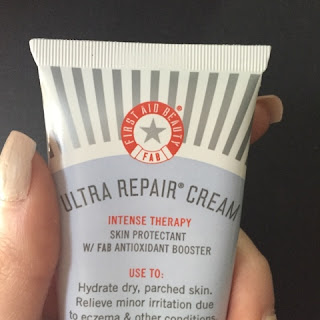 FIRST AID BEAUTY
FAB
ULTRA REPAIR® CREAM
INTENSE THERAPY
SKIN PROTECTANT
W/ FAB ANTIOXIDANT BOOSTER
USE TO:
Hydrate dry, parched skin.
Relieve minor irritation due
to eczema & other conditions.